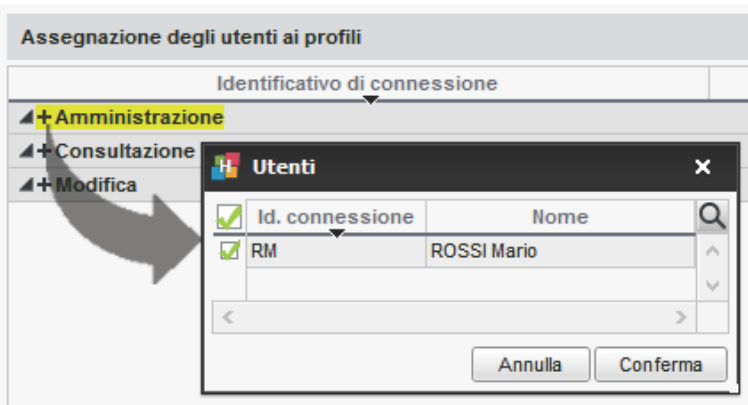 Assegnazione degli utenti ai profili
Identificativo di connessione
+Amministrazione
+Consultazione
+Modifica
H Utenti ×
Id. connessione Nome
RM ROSSI Mario
Annulla Conferma